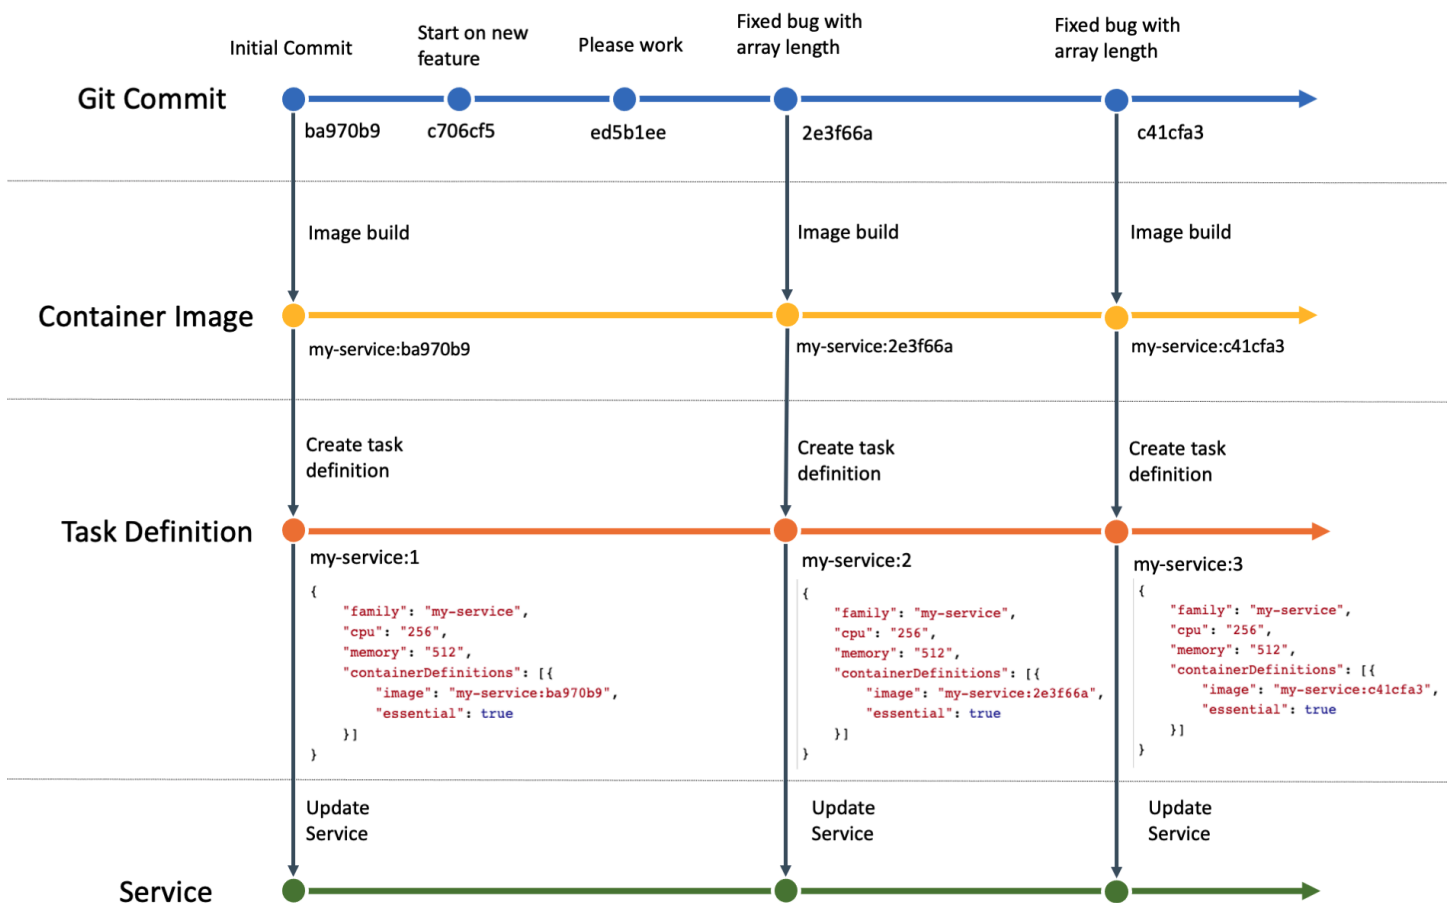 Initial Commit
Start on new
feature
Please work
Fixed bug with
array length
Fixed bug with
array length
Git Commit
ba970b9
c706cf5
ed5b1ee
2e3f66a
c41cfa3
Image build
Image build
Image build
Container Image
my-service:ba970b9
my-service:2e3f66a
my-service:c41cfa3
Create task
definition
Create task
definition
Create task
definition
Task Definition
my-service:1
{
"family": "my-service",
"cpu": "256",
"memory": "512",
"containerDefinitions": [{
"image": "my-service:ba970b9",
"essential": true
}]
}
my-service:2
{
"family": "my-service",
"cpu": "256",
"memory": "512",
"containerDefinitions": [{
"image": "my-service:2e3f66a",
"essential": true
}]
}
my-service:3
{
"family": "my-service",
"cpu": "256",
"memory": "512",
"containerDefinitions": [{
"image": "my-service:c41cfa3",
"essential": true
}]
}
Update
Service
Update
Service
Update
Service
Service